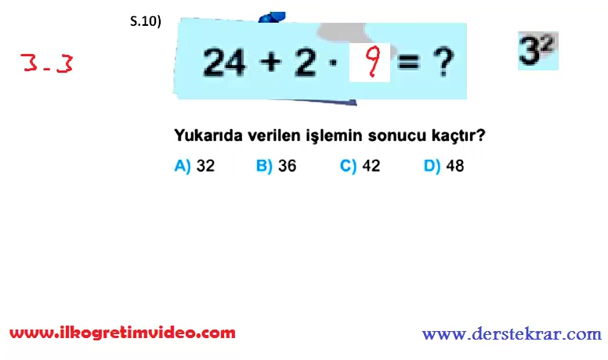 S.10)
3.3
24 + 2 · 9 = ?
3²
Yukarıda verilen işlemin sonucu kaçtır?
A) 32 B) 36 C) 42 D) 48
www.ilkogretimvideo.com
www.derstekrar.com